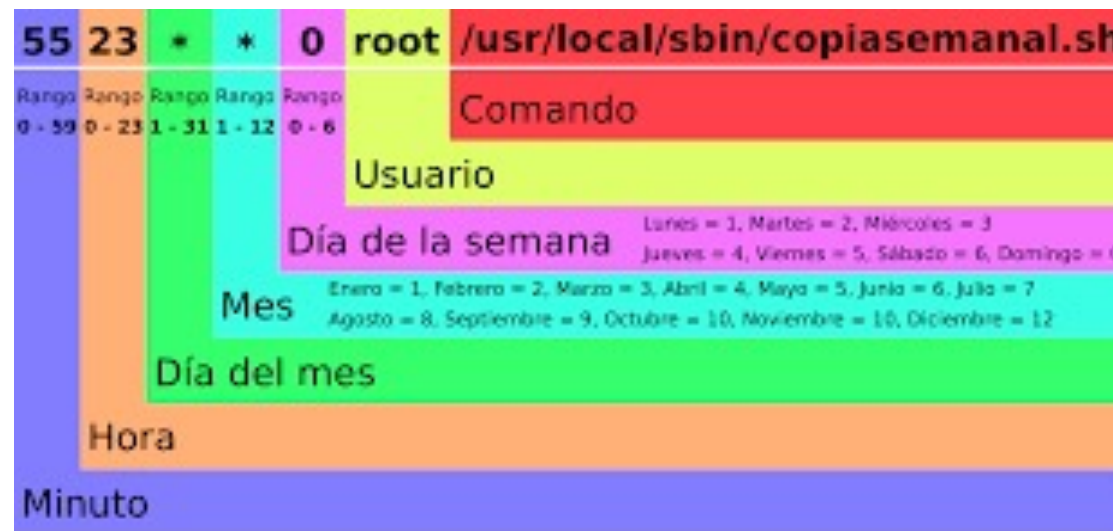 55 23 * * 0 root /usr/local/sbin/copiasemanal.sh
Rango Rango Rango Rango Rango
0 - 59 0 - 23 1 - 31 1 - 12 0 - 6
Comando
Usuario
Día de la semana
Lunes = 1, Martes = 2, Miércoles = 3
Jueves = 4, Viernes = 5, Sábado = 6, Domingo =
Mes
Enero = 1, Febrero = 2, Marzo = 3, Abril = 4, Mayo = 5, Junio = 6, Julio = 7
Agosto = 8, Septiembre = 9, Octubre = 10, Noviembre = 10, Diciembre = 12
Día del mes
Hora
Minuto